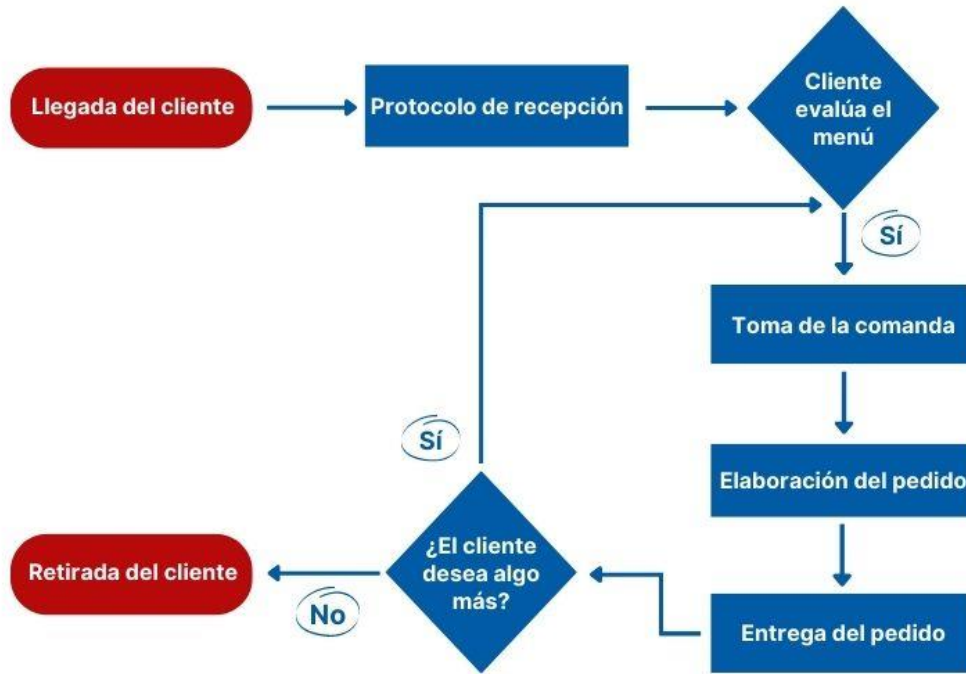 Llegada del cliente
Protocolo de recepción
Cliente
evalúa el
menú
Sí
Toma de la comanda
Elaboración del pedido
Entrega del pedido
¿El cliente
desea algo
más?
Sí
No
Retirada del cliente